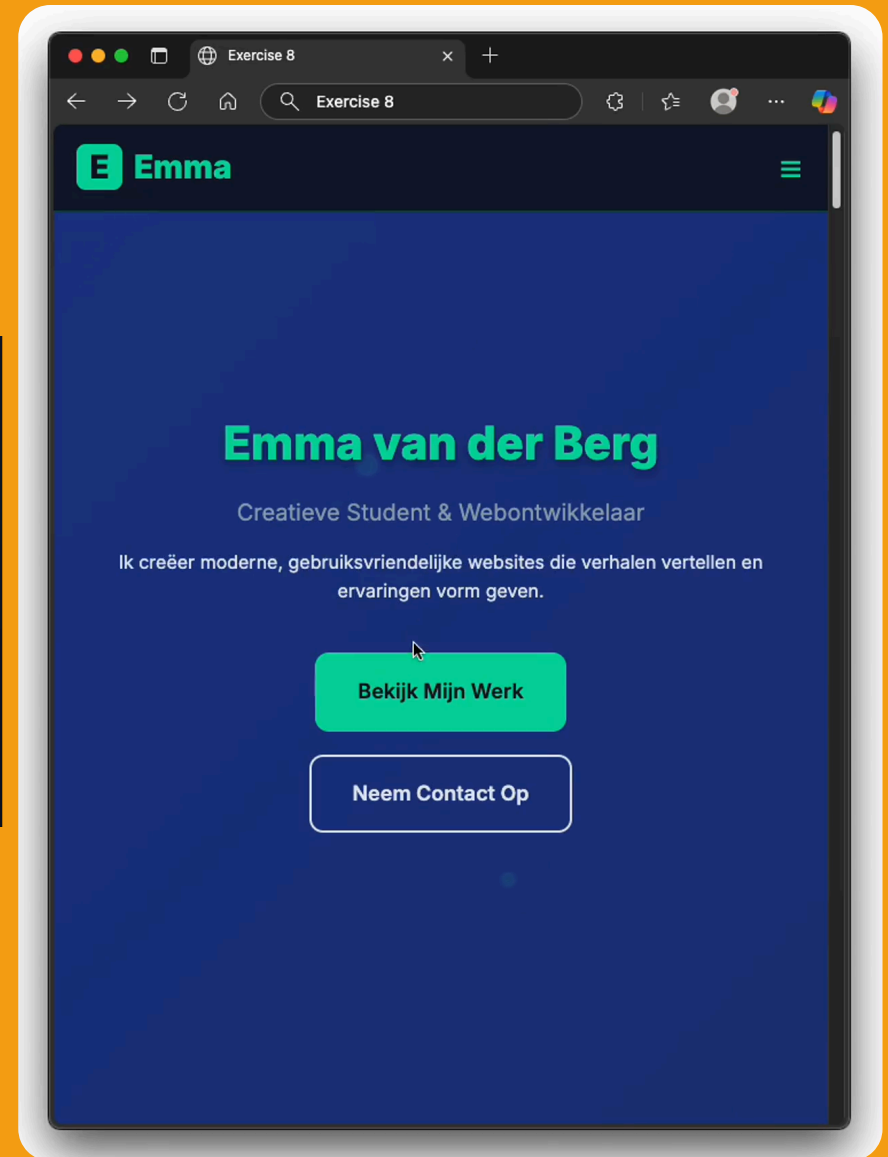 Exercise 8
Exercise 8
E Emma
Emma van der Berg
Creatieve Student & Webontwikkelaar
Ik creëer moderne, gebruiksvriendelijke websites die verhalen vertellen en
ervaringen vorm geven.
Bekijk Mijn Werk
Neem Contact Op